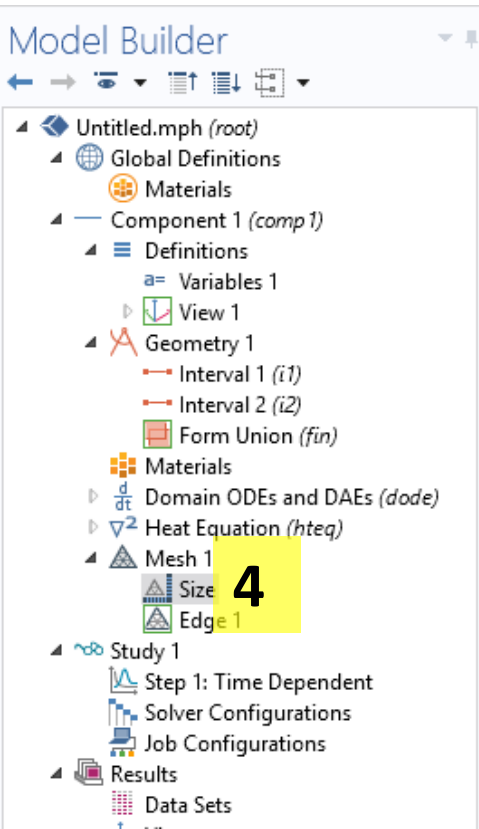 Model Builder
Untitled.mph (root)
Global Definitions
Materials
Component 1 (comp1)
Definitions
a= Variables 1
View 1
Geometry 1
Interval 1 (i1)
Interval 2 (i2)
Form Union (fin)
Materials
d/dt Domain ODEs and DAEs (dode)
∇² Heat Equation (hteq)
Mesh 1
Size 4
Edge 1
Study 1
Step 1: Time Dependent
Solver Configurations
Job Configurations
Results
Data Sets